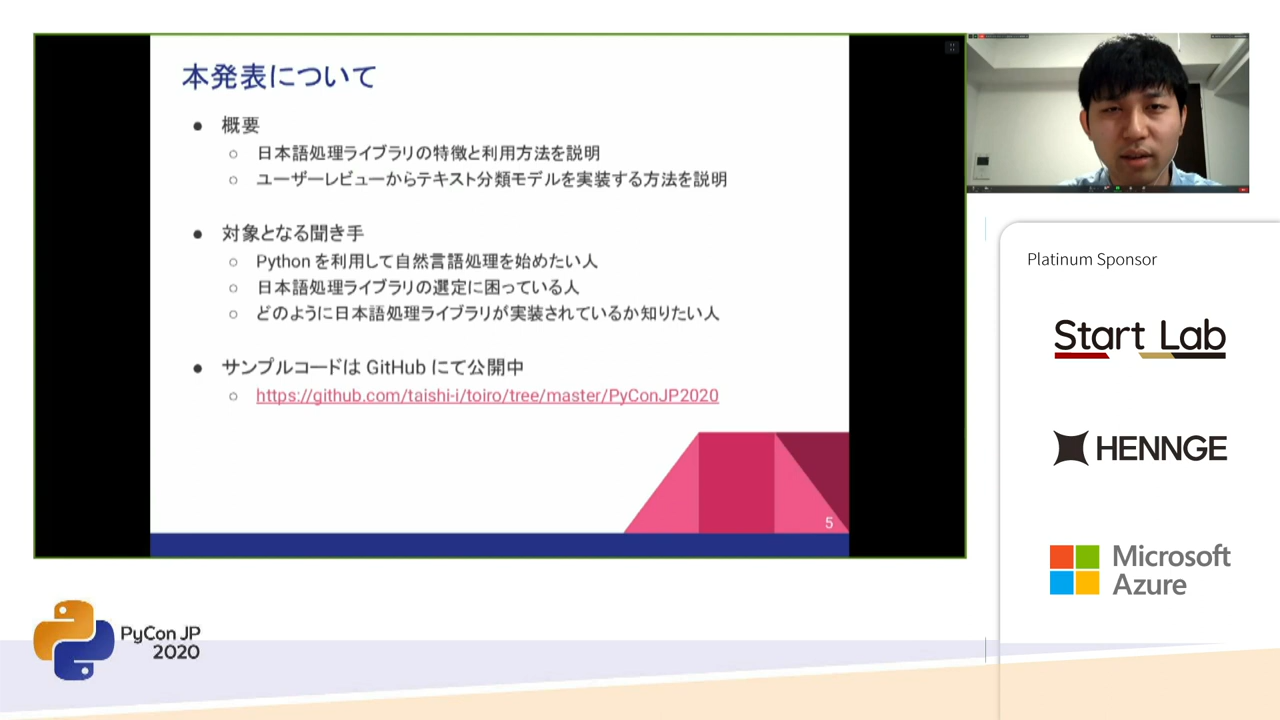 本発表について
● 概要
○ 日本語処理ライブラリの特徴と利用方法を説明
○ ユーザーレビューからテキスト分類モデルを実装する方法を説明
● 対象となる聞き手
○ Python を利用して自然言語処理を始めたい人
○ 日本語処理ライブラリの選定に困っている人
○ どのように日本語処理ライブラリが実装されているか知りたい人
● サンプルコードは GitHub にて公開中
○ https://github.com/taishi-i/toiro/tree/master/PyConJP2020
5
Platinum Sponsor
Start Lab
HENNGE
Microsoft
Azure
PyCon JP
2020